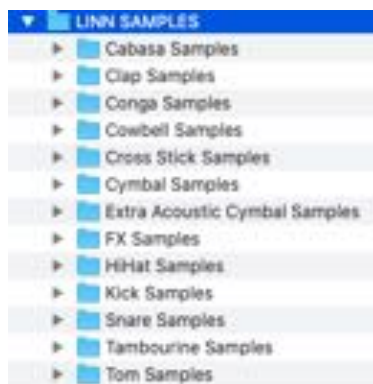 LINN SAMPLES
Cabasa Samples
Clap Samples
Conga Samples
Cowbell Samples
Cross Stick Samples
Cymbal Samples
Extra Acoustic Cymbal Samples
FX Samples
HiHat Samples
Kick Samples
Snare Samples
Tambourine Samples
Tom Samples